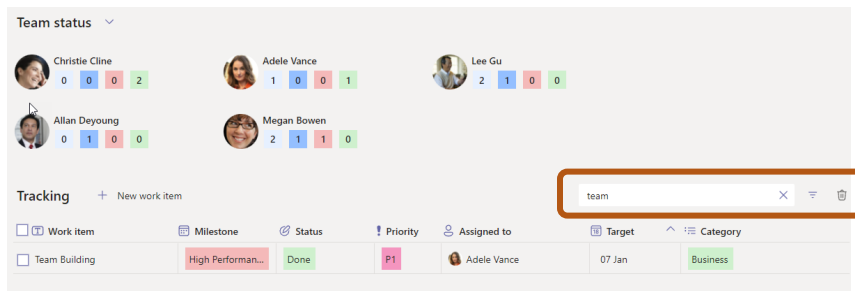 Team status
Christie Cline
0 0 0 2
Adele Vance
1 0 0 1
Lee Gu
2 1 0 0
Allan Deyoung
0 1 0 0
Megan Bowen
2 1 1 0
Tracking + New work item
team
Work item Milestone Status Priority Assigned to Target Category
Team Building High Performan... Done P1 Adele Vance 07 Jan Business